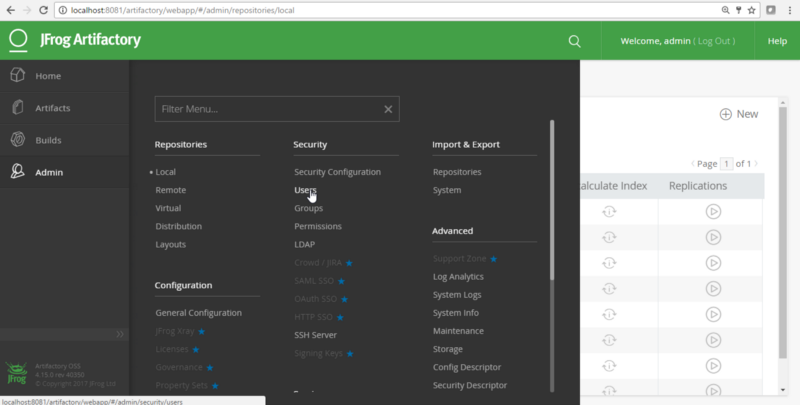 localhost:8081/artifactory/webapp/#/admin/repositories/local
JFrog Artifactory
Welcome, admin ( Log Out )
Help
Home
Artifacts
Builds
Admin
Filter Menu...
Repositories
Local
Remote
Virtual
Distribution
Layouts
Configuration
General Configuration
JFrog Xray
Licenses
Governance
Property Sets
Security
Security Configuration
Users
Groups
Permissions
LDAP
Crowd / JIRA
SAML SSO
OAuth SSO
HTTP SSO
SSH Server
Signing Keys
Import & Export
Repositories
System
Advanced
Support Zone
Log Analytics
System Logs
System Info
Maintenance
Storage
Config Descriptor
Security Descriptor
New
Page 1 of 1
alculate Index
Replications
JFrog
Artifactory OSS
4.15.0 rev 40350
© Copyright 2017 JFrog Ltd
localhost:8081/artifactory/webapp/#/admin/security/users